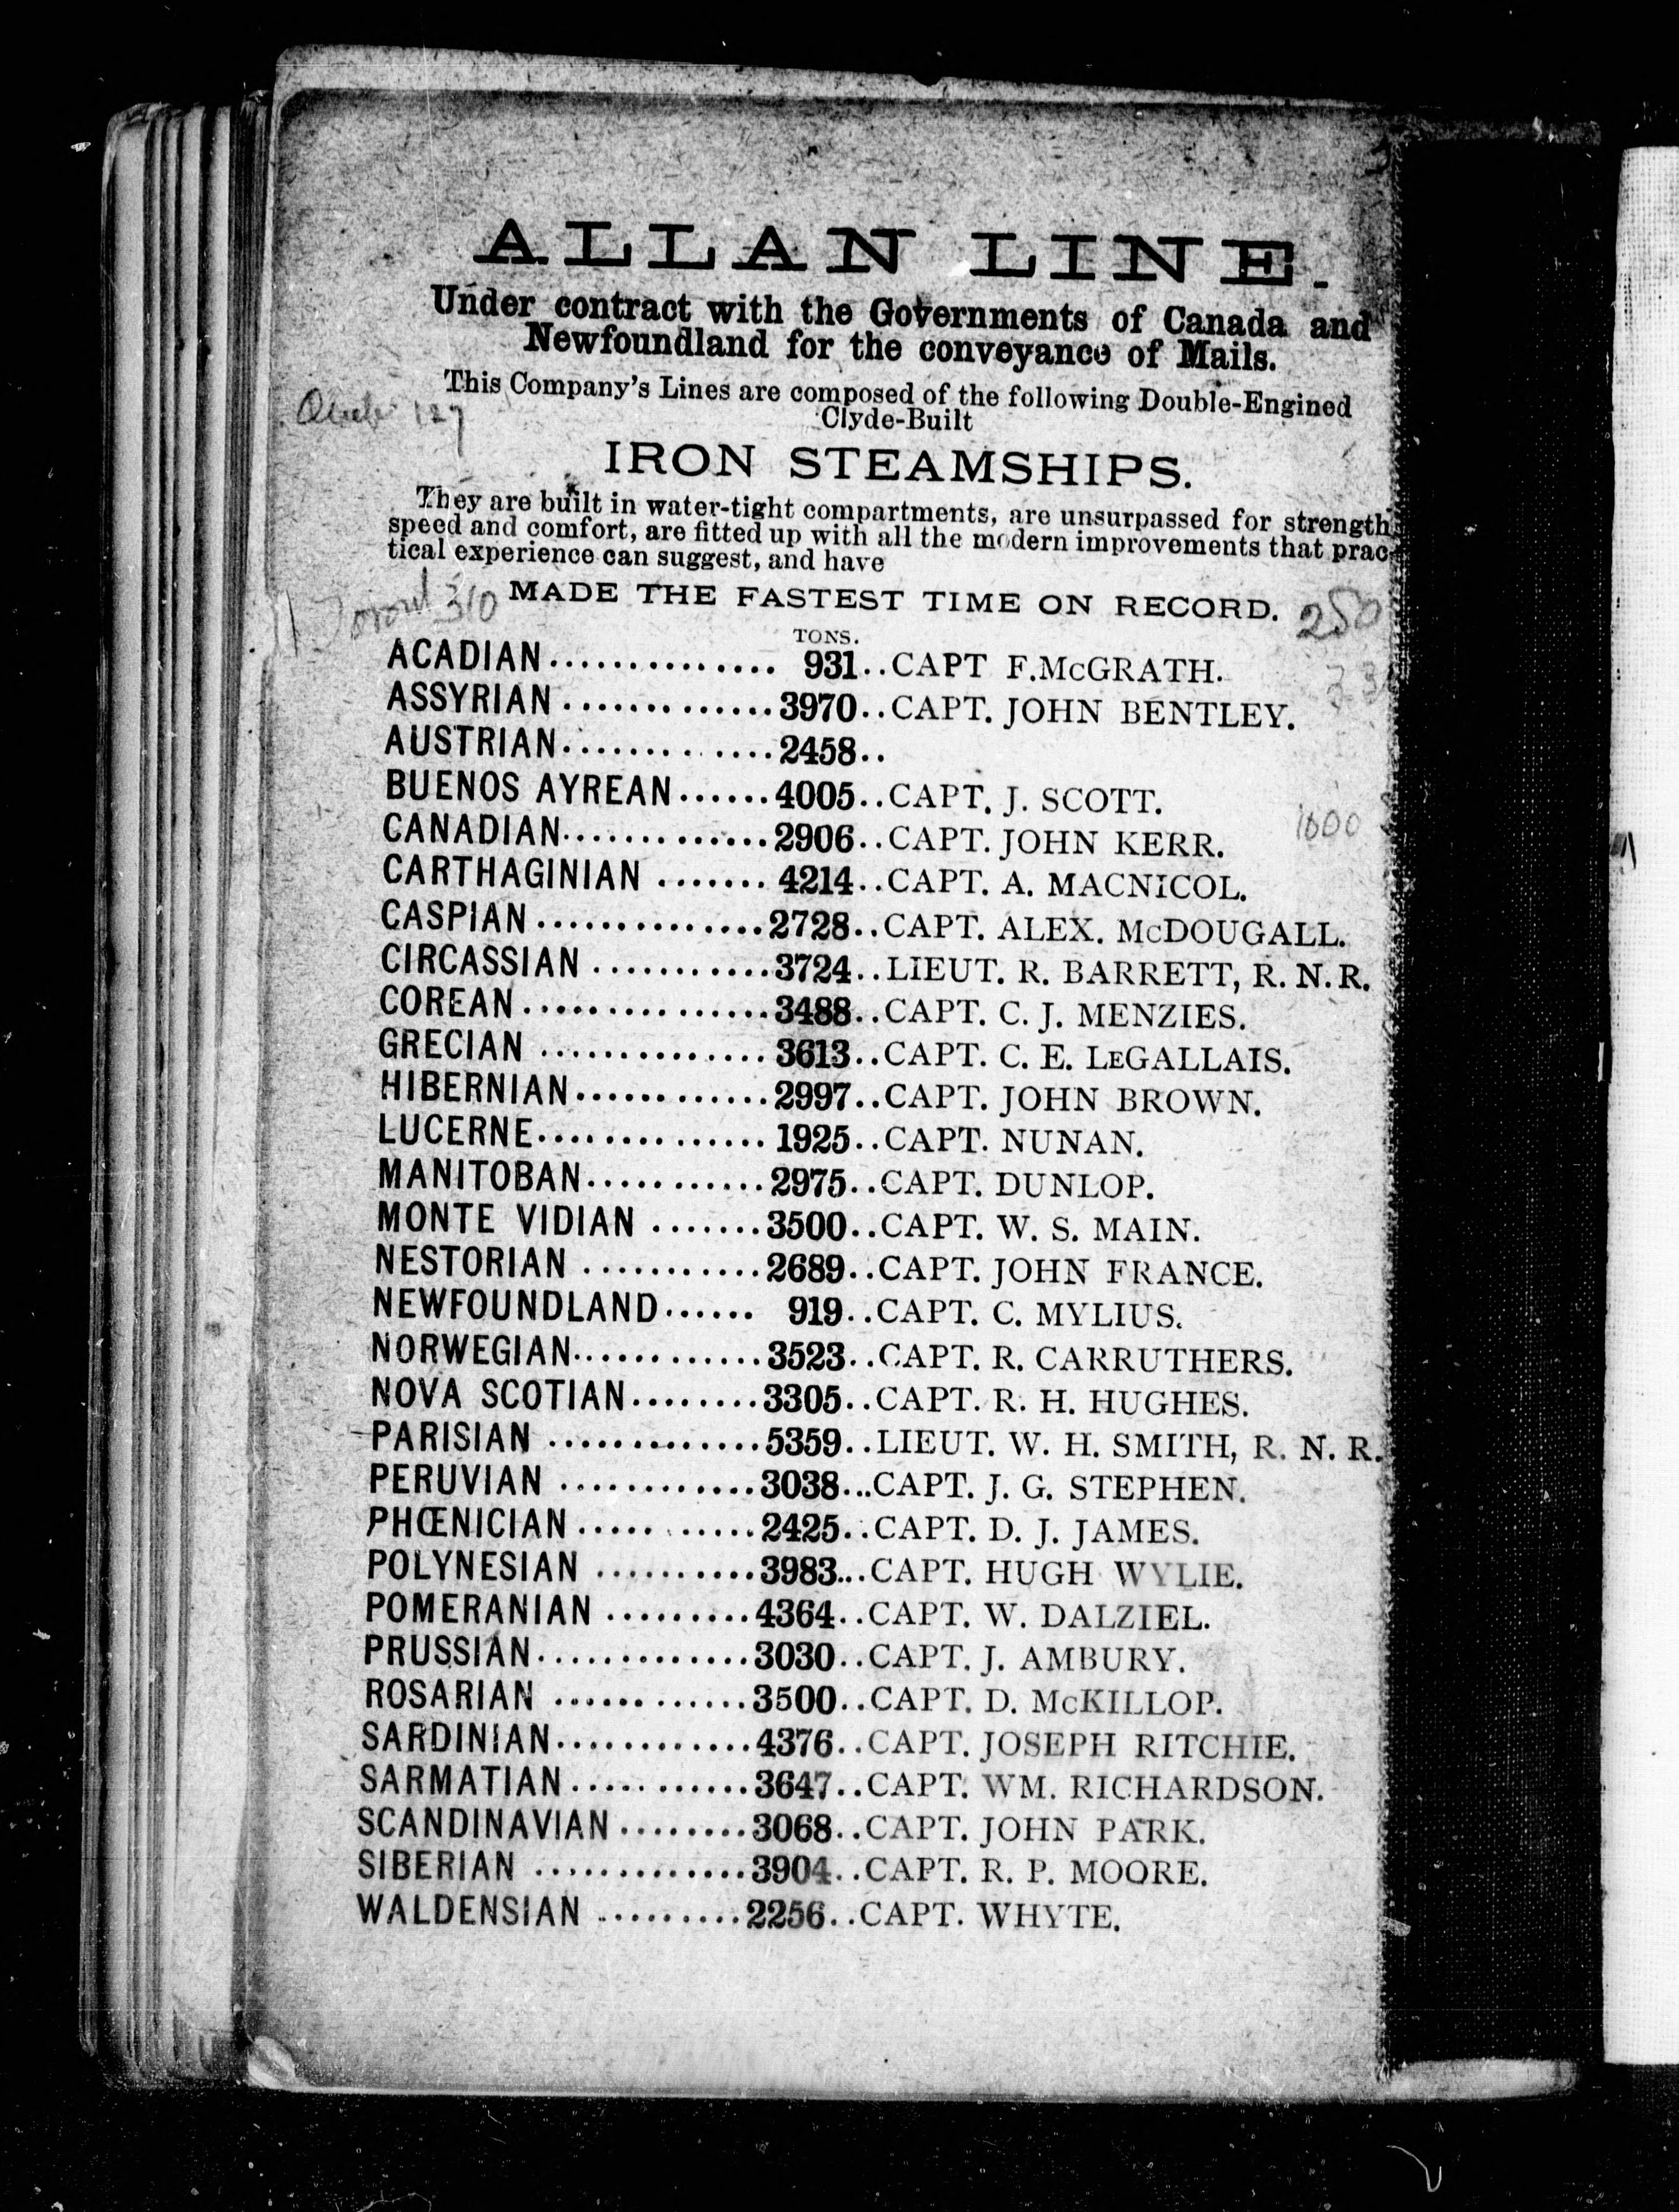 ALLAN LINE.
Under contract with the Governments of Canada and
Newfoundland for the conveyance of Mails.
This Company's Lines are composed of the following Double-Engined
Clyde-Built
127
IRON STEAMSHIPS.
They are built in water-tight compartments, are unsurpassed for strength
speed and comfort, are fitted up with all the modern improvements that prac-
tical experience can suggest, and have
310 MADE THE FASTEST TIME ON RECORD. 250
TONS.
ACADIAN............... 931..CAPT F. McGRATH.
ASSYRIAN .............3970..CAPT. JOHN BENTLEY.
AUSTRIAN.............2458..
BUENOS AYREAN......4005..CAPT. J. SCOTT.
CANADIAN.............2906..CAPT. JOHN KERR. 1000
CARTHAGINIAN ....... 4214..CAPT. A. MACNICOL.
CASPIAN ..............2728..CAPT. ALEX. McDOUGALL.
CIRCASSIAN ...........3724..LIEUT. R. BARRETT, R. N. R.
COREAN................3488..CAPT. C. J. MENZIES.
GRECIAN ..............3613..CAPT. C. E. LeGALLAIS.
HIBERNIAN............2997..CAPT. JOHN BROWN.
LUCERNE.............. 1925..CAPT. NUNAN.
MANITOBAN...........2975..CAPT. DUNLOP.
MONTE VIDIAN .......3500..CAPT. W. S. MAIN.
NESTORIAN ...........2689..CAPT. JOHN FRANCE.
NEWFOUNDLAND...... 919..CAPT. C. MYLIUS.
NORWEGIAN............3523..CAPT. R. CARRUTHERS.
NOVA SCOTIAN........3305..CAPT. R. H. HUGHES.
PARISIAN .............5359..LIEUT. W. H. SMITH, R. N. R.
PERUVIAN ............3038...CAPT. J. G. STEPHEN.
PHŒNICIAN ...........2425..CAPT. D. J. JAMES.
POLYNESIAN ..........3983...CAPT. HUGH WYLIE.
POMERANIAN .........4364..CAPT. W. DALZIEL.
PRUSSIAN.............3030..CAPT. J. AMBURY.
ROSARIAN ............3500..CAPT. D. McKILLOP.
SARDINIAN............4376..CAPT. JOSEPH RITCHIE.
SARMATIAN ...........3647..CAPT. WM. RICHARDSON.
SCANDINAVIAN ........3068..CAPT. JOHN PARK.
SIBERIAN .............3904..CAPT. R. P. MOORE.
WALDENSIAN .........2256..CAPT. WHYTE.